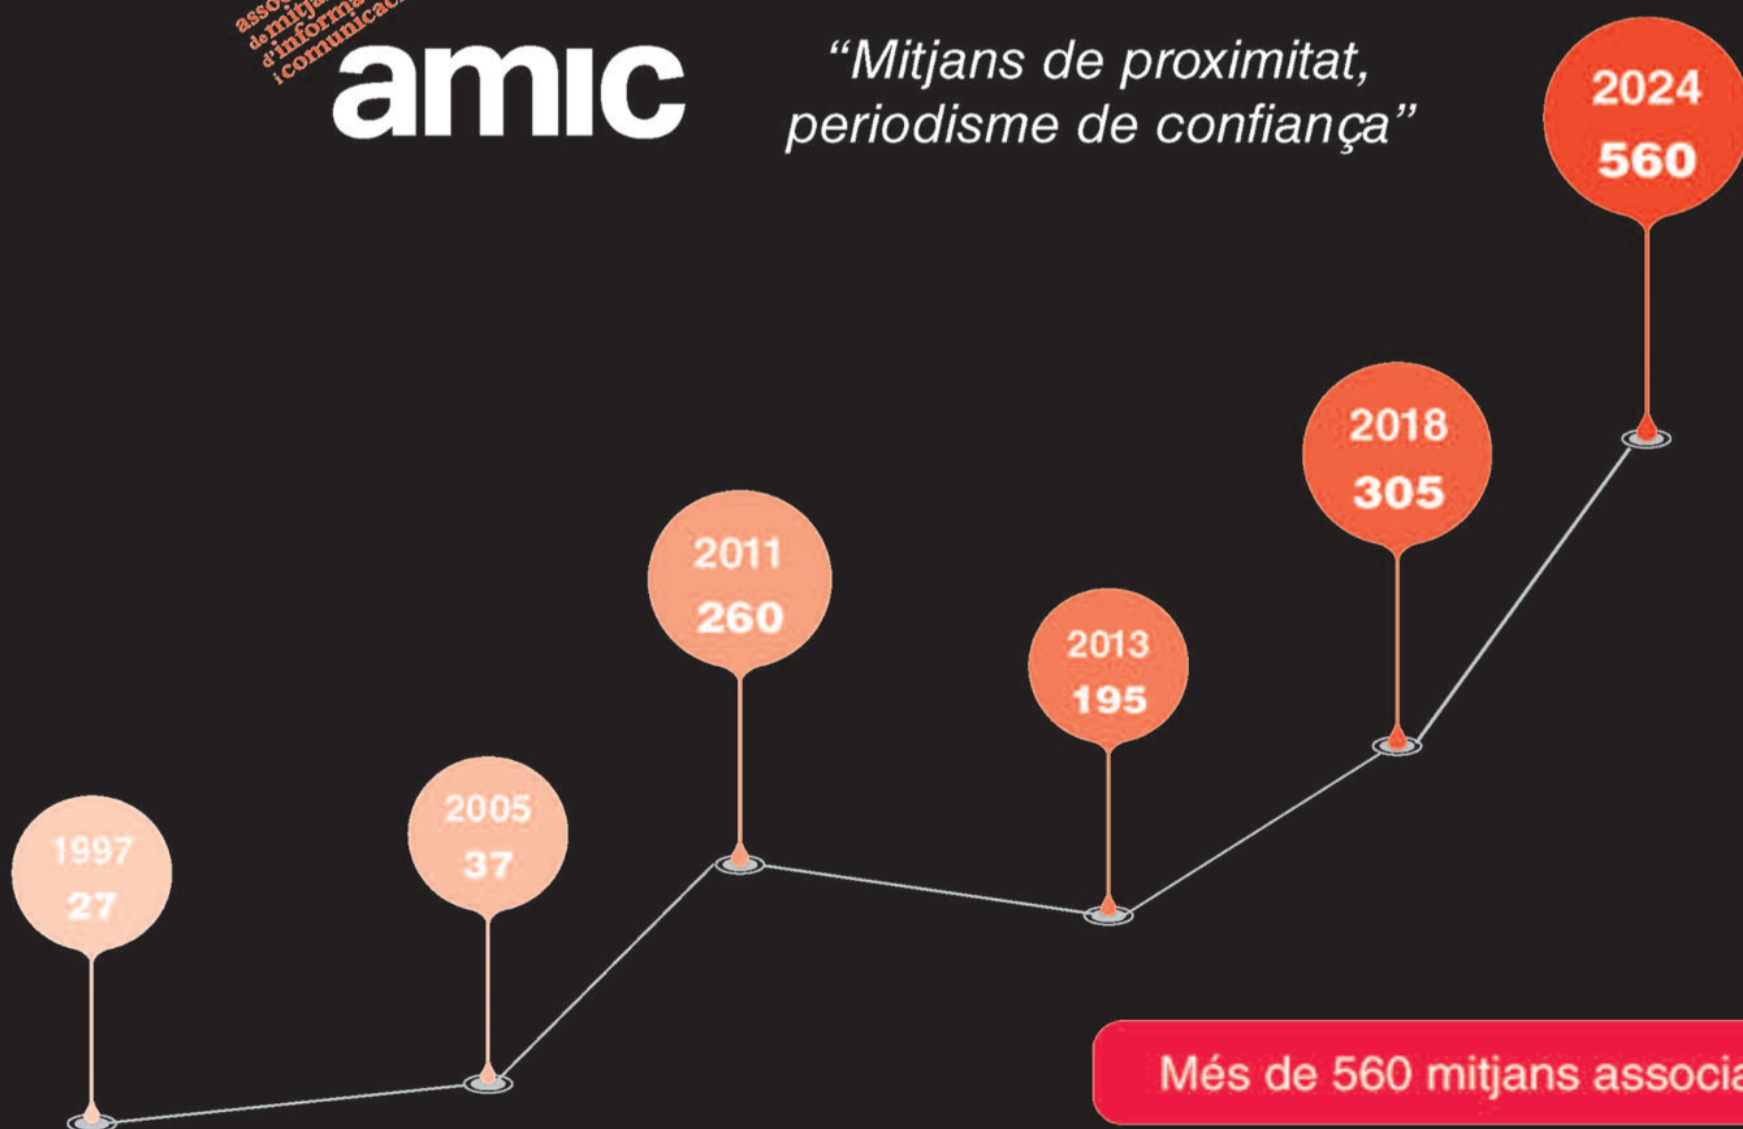 de
amic
“Mitjans de proximitat,
periodisme de confiança”
2024
560
2018
305
2011
260
2013
195
2005
37
1997
27
Més de 560 mitjans